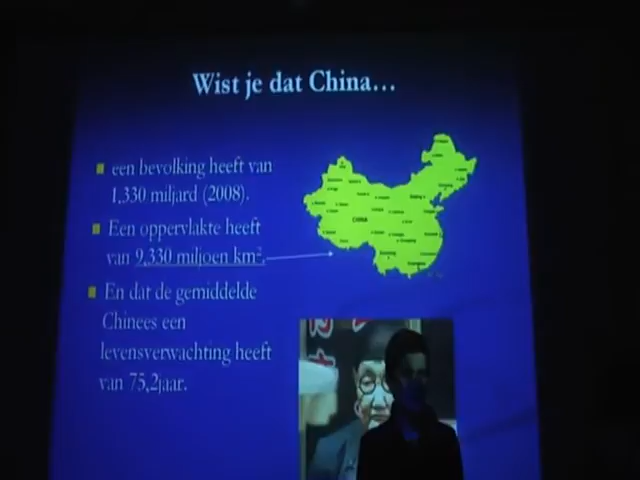 Wist je dat China...
een bevolking heeft van
1,330 miljard (2008).
Een oppervlakte heeft
van 9,330 miljoen km².
En dat de gemiddelde
Chinees een
levensverwachting heeft
van 75,2jaar.
CHINA